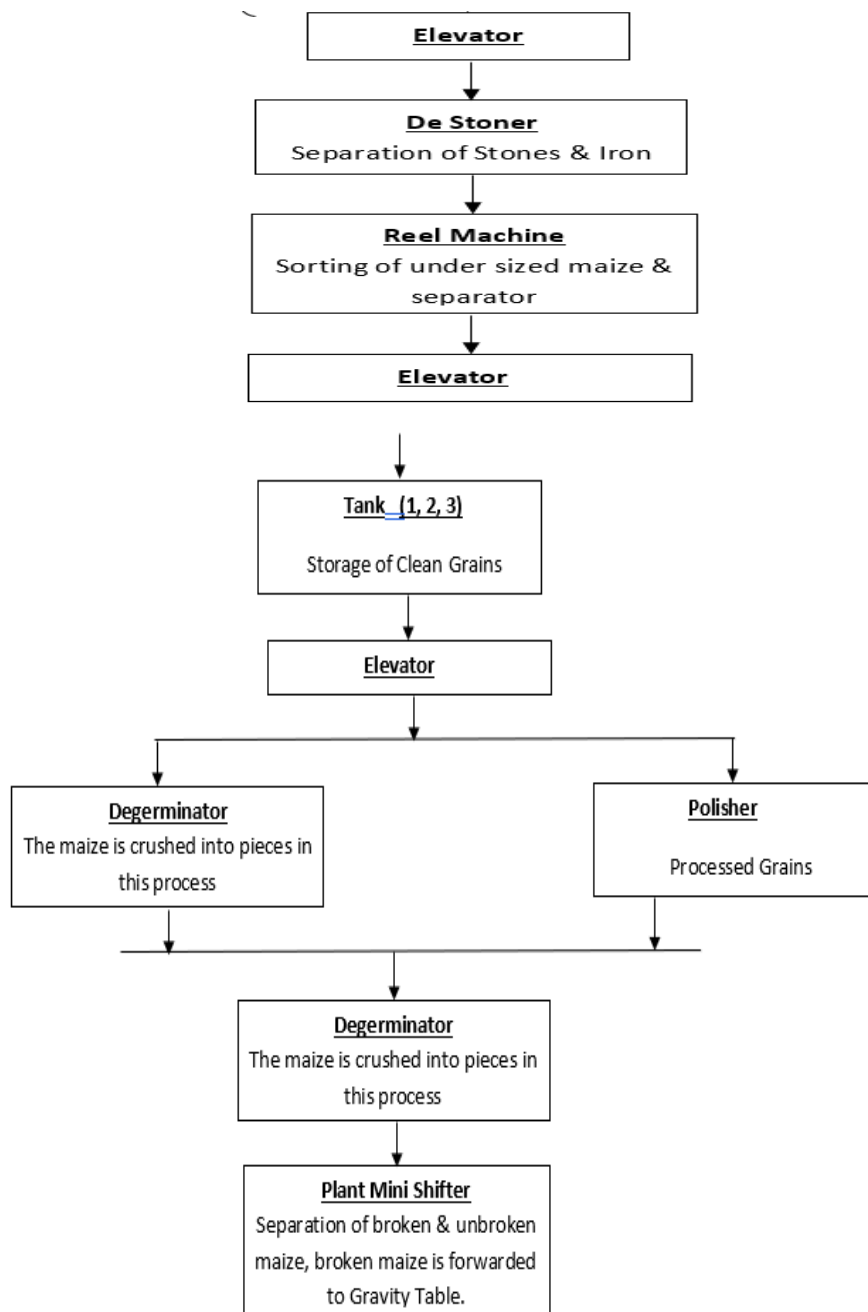 Elevator
De Stoner
Separation of Stones & Iron
Reel Machine
Sorting of under sized maize &
separator
Elevator
Tank (1, 2, 3)
Storage of Clean Grains
Elevator
Degerminator
The maize is crushed into pieces in
this process
Polisher
Processed Grains
Degerminator
The maize is crushed into pieces in
this process
Plant Mini Shifter
Separation of broken & unbroken
maize, broken maize is forwarded
to Gravity Table.